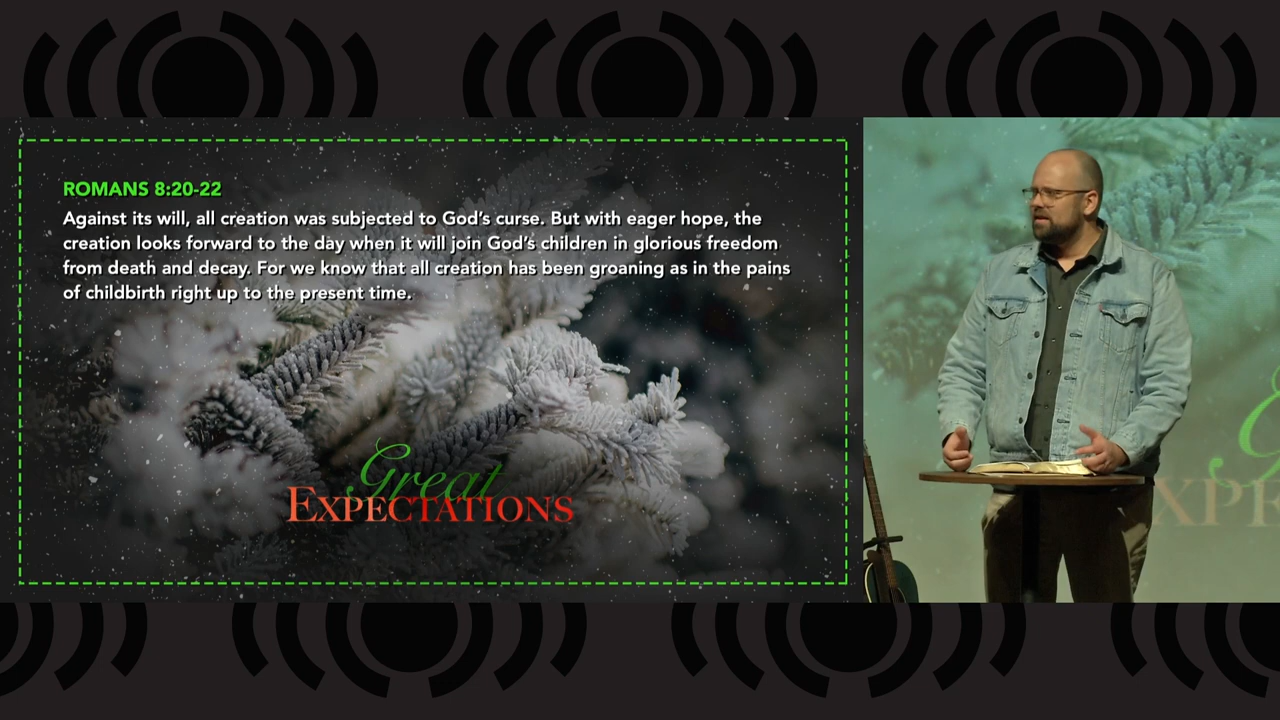 ROMANS 8:20-22
Against its will, all creation was subjected to God's curse. But with eager hope, the
creation looks forward to the day when it will join God's children in glorious freedom
from death and decay. For we know that all creation has been groaning as in the pains
of childbirth right up to the present time.
Great
EXPECTATIONS
XPE